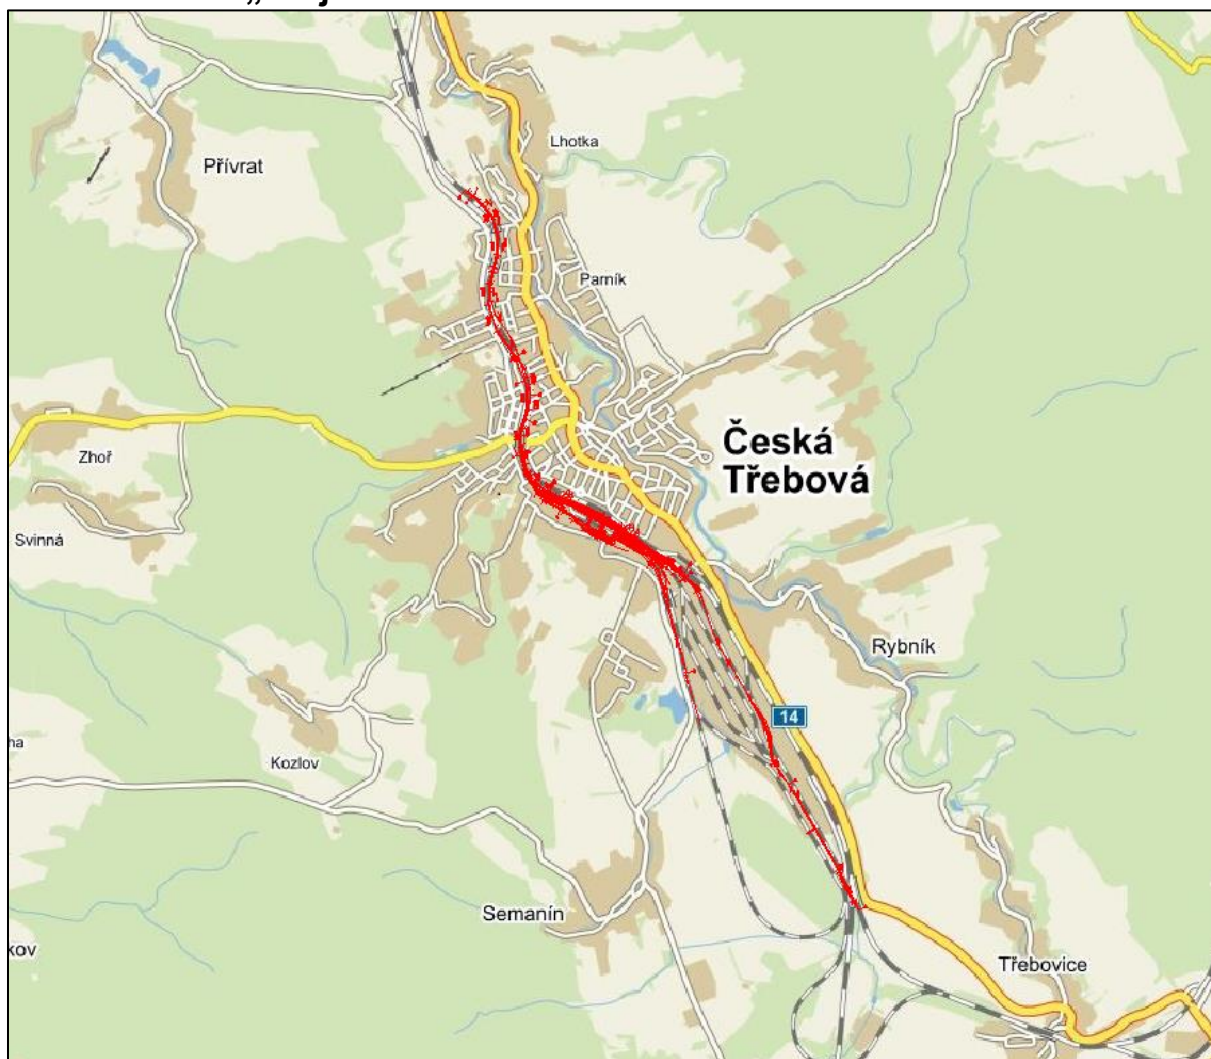 Lhotka
Přívrat
Parník
Česká
Třebová
Zhoř
Svinná
Rybník
14
Kozlov
Semanín
Třebovice